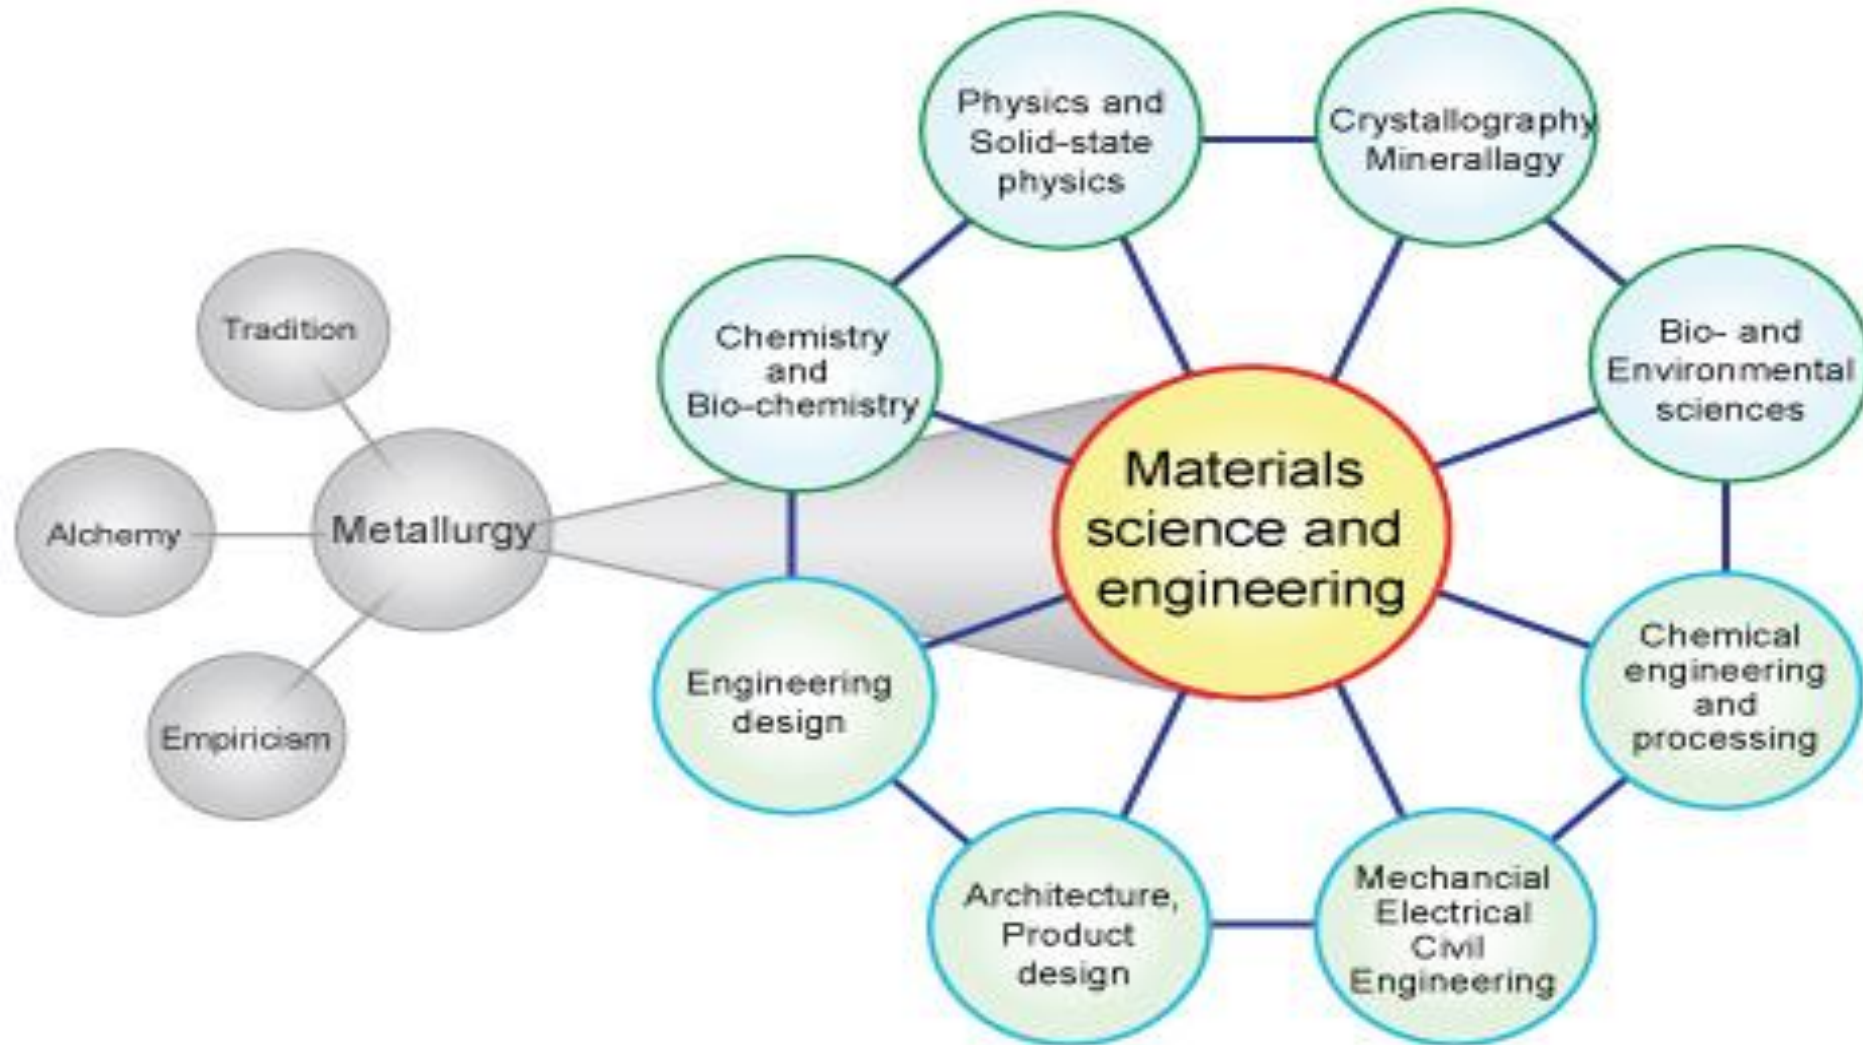 Physics and
Solid-state
physics
Crystallography
Minerallagy
Tradition
Chemistry
and
Bio-chemistry
Bio- and
Environmental
sciences
Alchemy
Metallurgy
Materials
science and
engineering
Empiricism
Engineering
design
Chemical
engineering
and
processing
Architecture,
Product
design
Mechancial
Electrical
Civil
Engineering